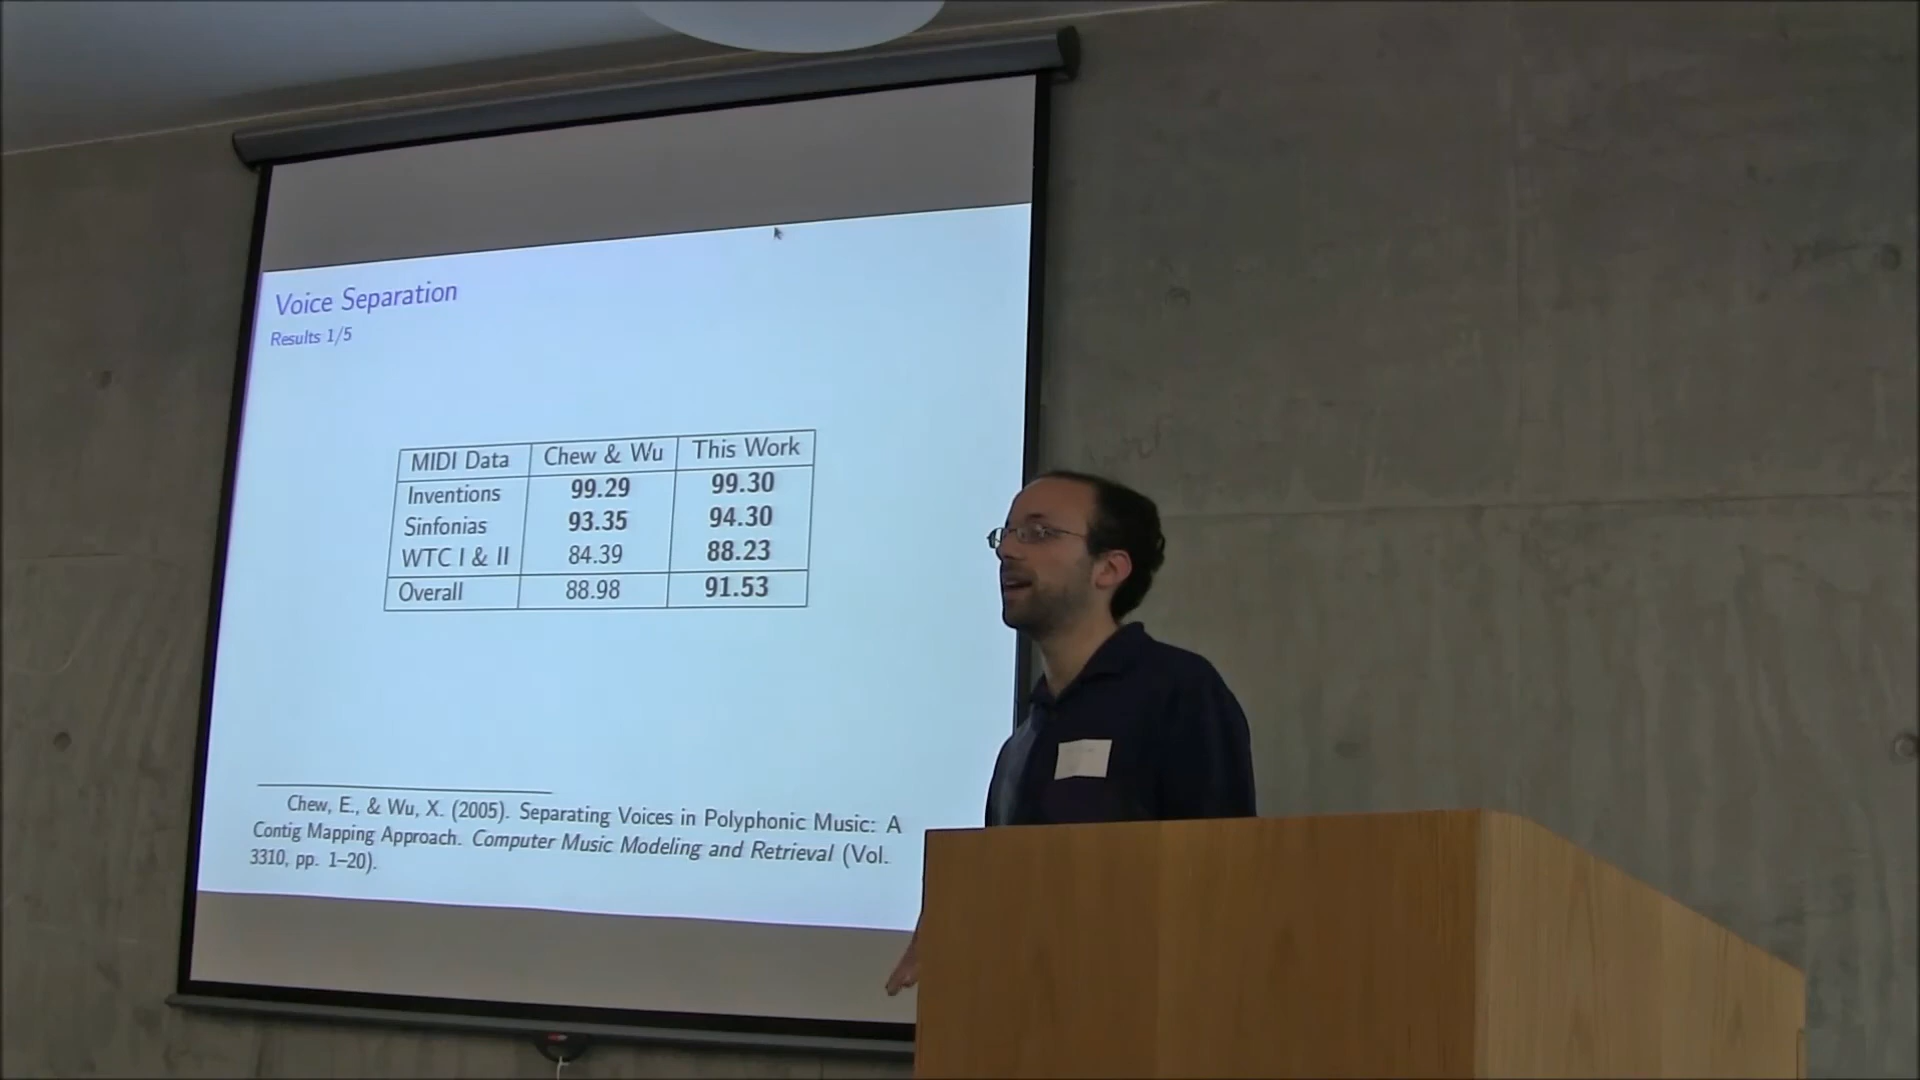 Voice Separation
Results 1/5
MIDI Data Chew & Wu This Work
Inventions 99.29 99.30
Sinfonias 93.35 94.30
WTC I & II 84.39 88.23
Overall 88.98 91.53
Chew, E., & Wu, X. (2005). Separating Voices in Polyphonic Music: A
Contig Mapping Approach. Computer Music Modeling and Retrieval (Vol.
3310, pp. 1–20).